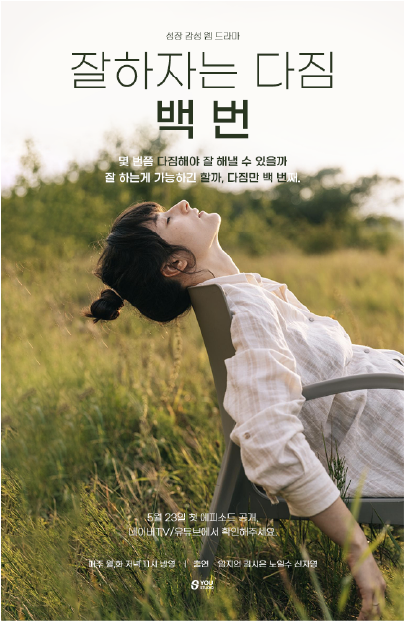 성장 감성 웹 드라마
잘하자는 다짐
백 번
몇 번쯤 다짐해야 잘 해낼 수 있을까
잘 하는게 가능하긴 할까, 다짐만 백 번째.
5월 23일 첫 에피소드 공개
네이버TV/유튜브에서 확인해주세요.
매주 월,화 저녁 11시 방영 | 출연
YOU